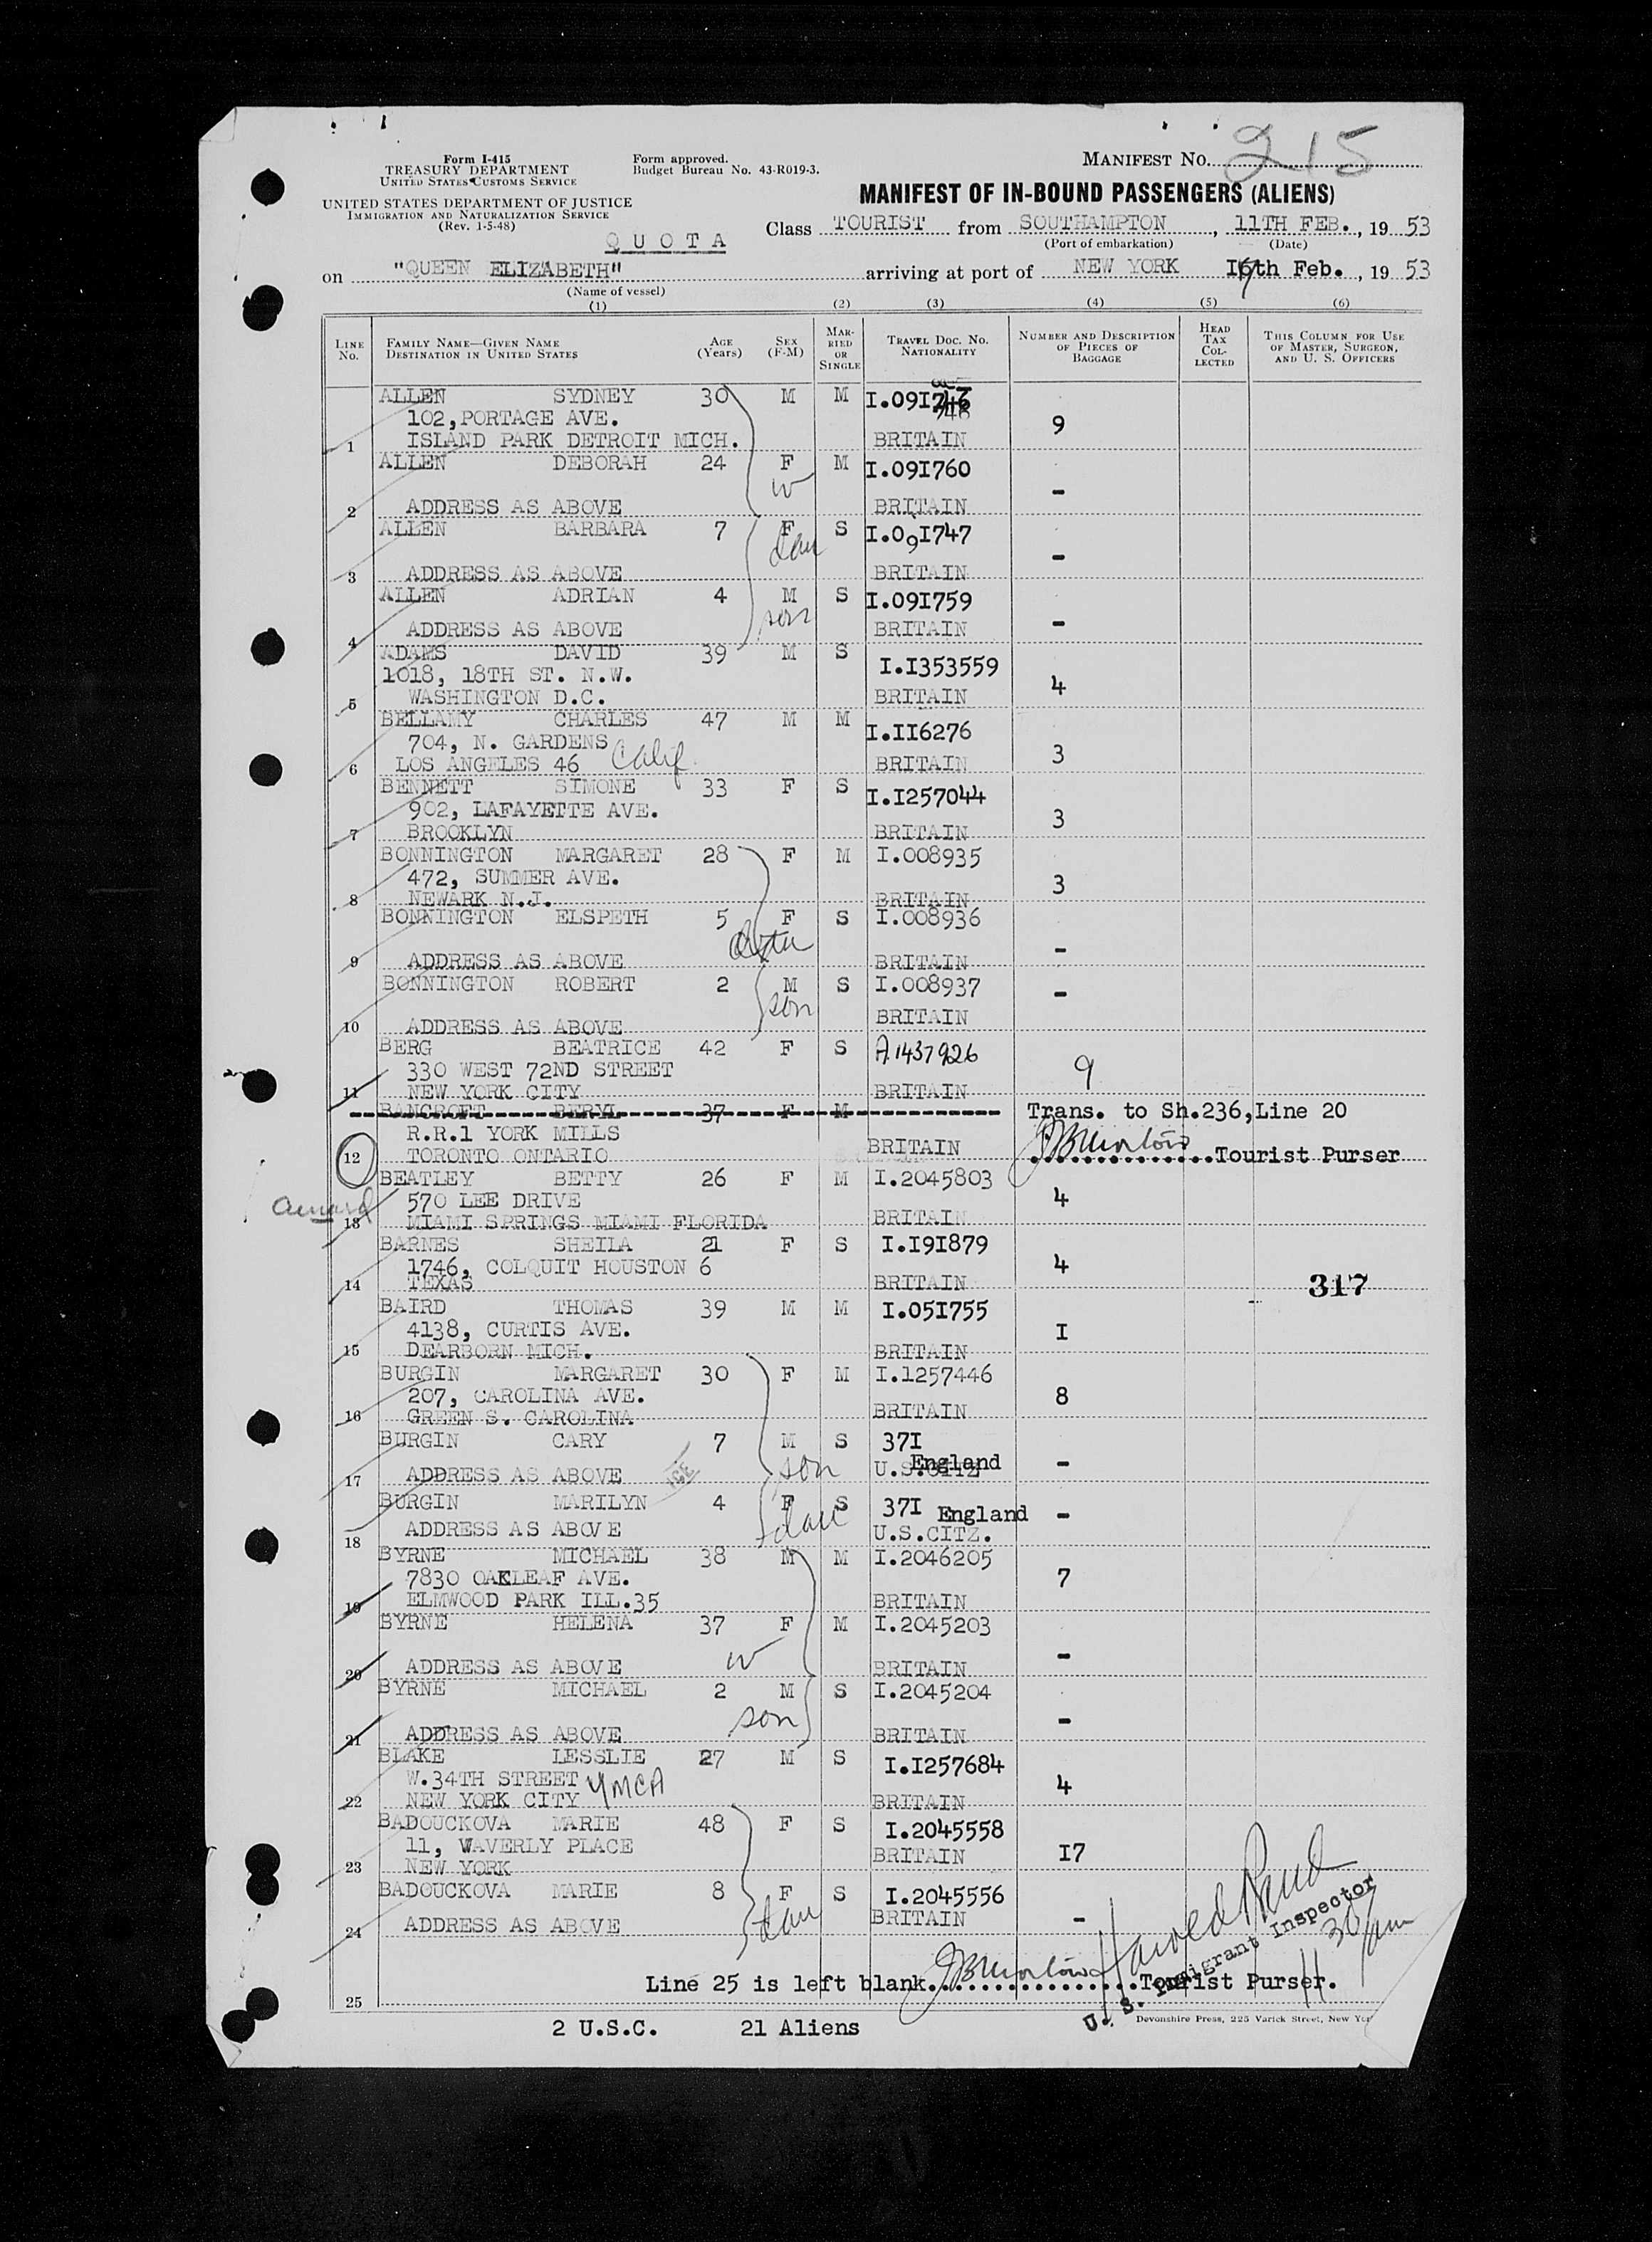 Form I-415
TREASURY DEPARTMENT
UNITED STATES CUSTOMS SERVICE
UNITED STATES DEPARTMENT OF JUSTICE
IMMIGRATION AND NATURALIZATION SERVICE
(Rev. 1-5-48)
Form approved.
Budget Bureau No. 43-R019-3.
MANIFEST NO. 215
MANIFEST OF IN-BOUND PASSENGERS (ALIENS)
QUOTA
Class TOURIST from SOUTHAMPTON, 11TH FEB., 19 53
(Port of embarkation) (Date)
on "QUEEN ELIZABETH" arriving at port of NEW YORK 17th Feb., 19 53
(Name of vessel)
(1) (2) (3) (4) (5) (6)
LINE No. FAMILY NAME—GIVEN NAME DESTINATION IN UNITED STATES AGE (Years) SEX (F-M) MARRIED OR SINGLE TRAVEL DOC. NO. NATIONALITY NUMBER AND DESCRIPTION OF PIECES OF BAGGAGE HEAD TAX COLLECTED THIS COLUMN FOR USE OF MASTER, SURGEON, AND U. S. OFFICERS
ALLEN SYDNEY 30 M M
102, PORTAGE AVE. 9
1 ISLAND PARK DETROIT MICH. BRITAIN
ALLEN DEBORAH 24 F M I.091760
w -
2 ADDRESS AS ABOVE BRITAIN
ALLEN BARBARA 7 F S I.091747
dau -
3 ADDRESS AS ABOVE BRITAIN
ALLEN ADRIAN 4 M S I.091759
son -
4 ADDRESS AS ABOVE BRITAIN
ADAMS DAVID 39 M S I.1353559
1018, 18TH ST. N.W. 4
5 WASHINGTON D.C. BRITAIN
BELLAMY CHARLES 47 M M I.116276
704, N. GARDENS 3
6 LOS ANGELES 46 Calif BRITAIN
BENNETT SIMONE 33 F S I.1257044
902, LAFAYETTE AVE. 3
7 BROOKLYN BRITAIN
BONNINGTON MARGARET 28 F M I.008935
472, SUMMER AVE. 3
8 NEWARK N.J. BRITAIN
BONNINGTON ELSPETH 5 F S I.008936
-
9 ADDRESS AS ABOVE BRITAIN
BONNINGTON ROBERT 2 M S I.008937
son -
10 ADDRESS AS ABOVE BRITAIN
BERG BEATRICE 42 F S A1437926
330 WEST 72ND STREET 9
11 NEW YORK CITY BRITAIN
BANCROFT BERYL 37 F M Trans. to Sh.236, Line 20
R.R.1 YORK MILLS BRITAIN
12 TORONTO ONTARIO Tourist Purser
BEATLEY BETTY 26 F M I.2045803
570 LEE DRIVE 4
13 MIAMI SPRINGS MIAMI FLORIDA BRITAIN
BARNES SHEILA 21 F S I.191879
1746, COLQUIT HOUSTON 6 4
14 TEXAS BRITAIN 317
BAIRD THOMAS 39 M M I.051755
4138, CURTIS AVE. I
15 DEARBORN MICH. BRITAIN
BURGIN MARGARET 30 F M I.1257446
207, CAROLINA AVE. 8
16 GREEN S. CAROLINA BRITAIN
BURGIN CARY 7 M S 371
son England -
17 ADDRESS AS ABOVE U.S.CITZ
BURGIN MARILYN 4 F S 371 England -
dau
18 ADDRESS AS ABOVE U.S.CITZ.
BYRNE MICHAEL 38 M M I.2046205
7830 OAKLEAF AVE. 7
19 ELMWOOD PARK ILL.35 BRITAIN
BYRNE HELENA 37 F M I.2045203
w -
20 ADDRESS AS ABOVE BRITAIN
BYRNE MICHAEL 2 M S I.2045204
son -
21 ADDRESS AS ABOVE BRITAIN
BLAKE LESSLIE 27 M S I.1257684
W.34TH STREET YMCA 4
22 NEW YORK CITY BRITAIN
BADOUCKOVA MARIE 48 F S I.2045558
11, WAVERLY PLACE BRITAIN 17
23 NEW YORK
BADOUCKOVA MARIE 8 F S I.2045556
dau -
24 ADDRESS AS ABOVE BRITAIN
U. S. Immigrant Inspector
11 30 am
Line 25 is left blank. Tourist Purser.
25
2 U.S.C. 21 Aliens
Devonshire Press, 225 Varick Street, New Yor